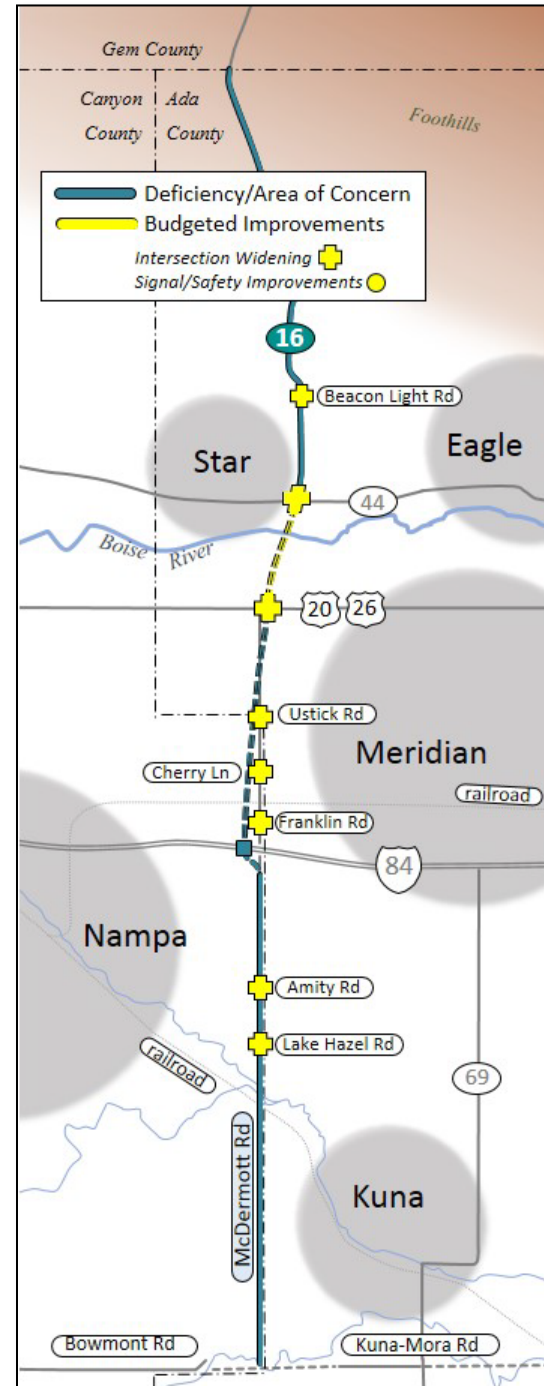 Gem County
Canyon
County
Ada
County
Foothills
Deficiency/Area of Concern
Budgeted Improvements
Intersection Widening
Signal/Safety Improvements
16
Beacon Light Rd
Star
Eagle
44
Boise River
20 26
Ustick Rd
Meridian
Cherry Ln
railroad
Franklin Rd
84
Nampa
Amity Rd
Lake Hazel Rd
railroad
69
McDermott Rd
Kuna
Bowmont Rd
Kuna-Mora Rd